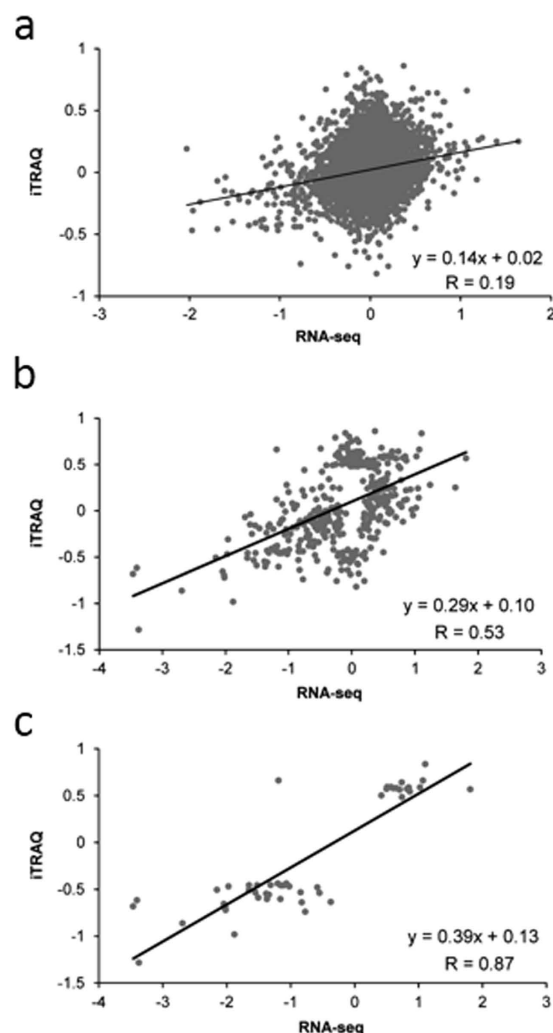 a
1
0.5
0
-0.5
-1
iTRAQ
y = 0.14x + 0.02
R = 0.19
-3 -2 -1 0 1 2
RNA-seq
b
1
0.5
0
-0.5
-1
-1.5
iTRAQ
y = 0.29x + 0.10
R = 0.53
-4 -3 -2 -1 0 1 2 3
RNA-seq
c
1
0.5
0
-0.5
-1
-1.5
iTRAQ
y = 0.39x + 0.13
R = 0.87
-4 -3 -2 -1 0 1 2 3
RNA-seq